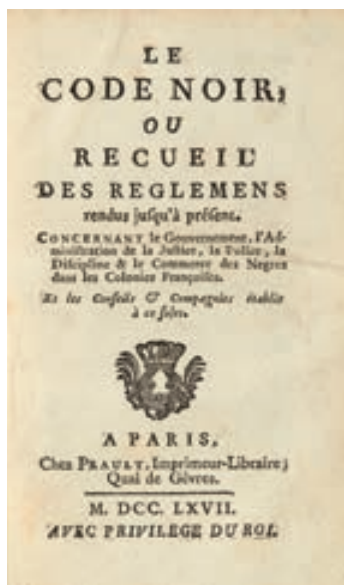 LE
CODE NOIR,
OU
RECUEIL
DES REGLEMENS
rendus jusqu'à présent.
CONCERNANT le Gouvernement, l'Ad-
ministration de la Justice, la Police, la
Discipline & le Commerce des Negres
dans les Colonies Françoises.
Et les Conseils & Compagnies établis
à ce sujet.
A PARIS,
Chez PRAULT, Imprimeur-Libraire;
Quai de Gêvres.
M. DCC. LXVII.
AVEC PRIVILEGE DU ROI.